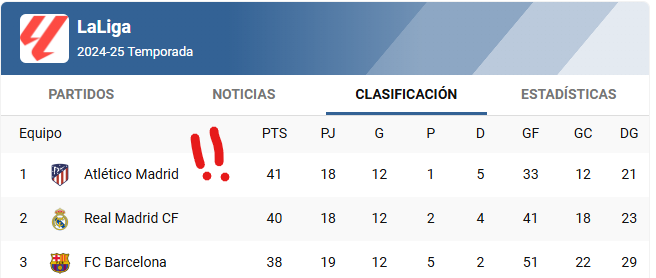 LaLiga
2024-25 Temporada
PARTIDOS NOTICIAS CLASIFICACIÓN ESTADÍSTICAS
Equipo PTS PJ G P D GF GC DG
1 Atlético Madrid !! 41 18 12 1 5 33 12 21
2 Real Madrid CF 40 18 12 2 4 41 18 23
3 FC Barcelona 38 19 12 5 2 51 22 29